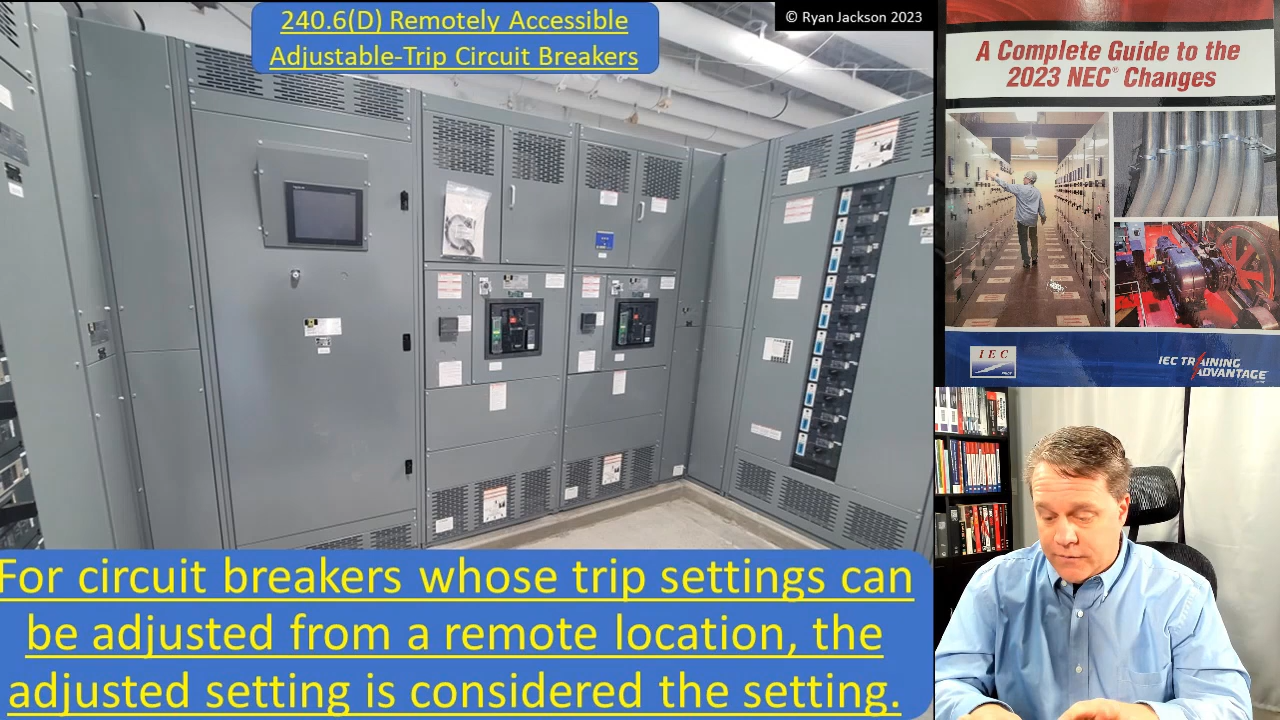 240.6(D) Remotely Accessible
Adjustable-Trip Circuit Breakers
© Ryan Jackson 2023
A Complete Guide to the
2023 NEC® Changes
IEC
IEC TRAINING
ADVANTAGE
For circuit breakers whose trip settings can
be adjusted from a remote location, the
adjusted setting is considered the setting.